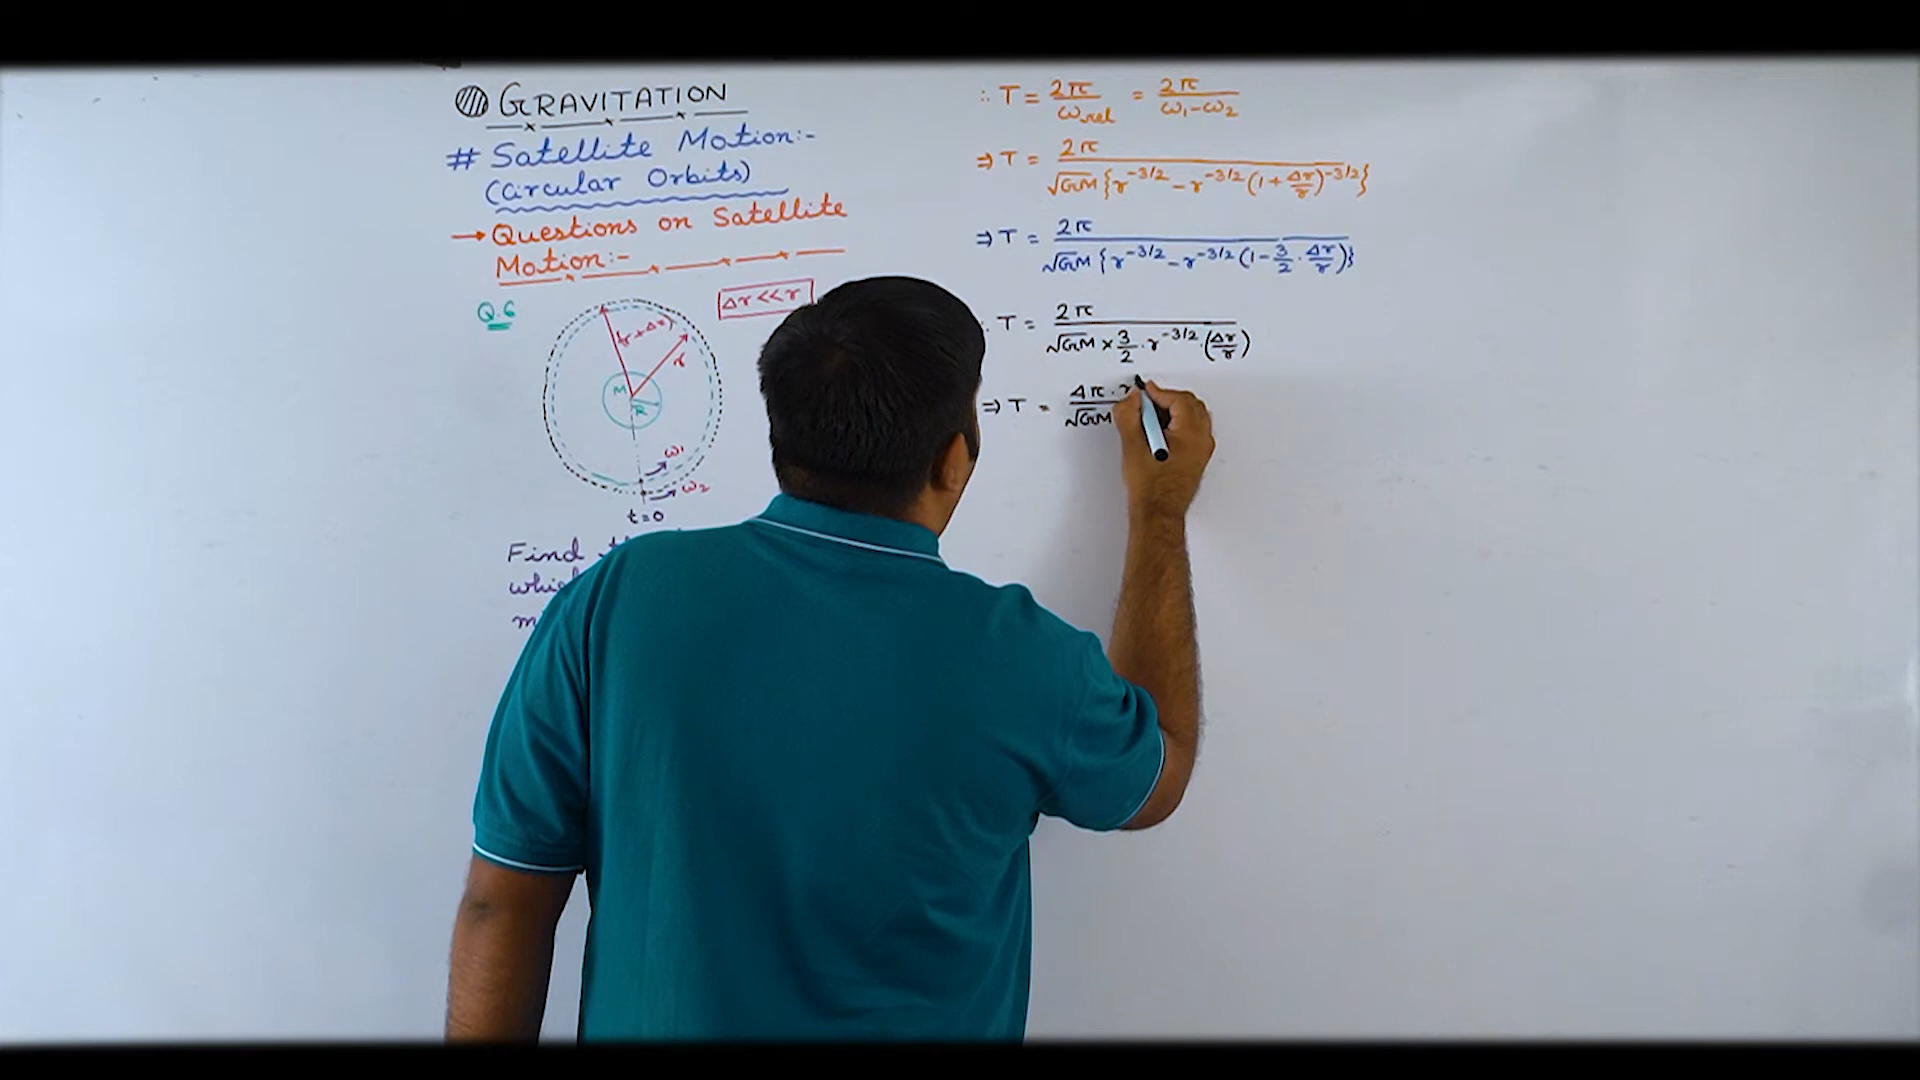 GRAVITATION
# Satellite Motion:-
(Circular Orbits)
→ Questions on Satellite
Motion:-
Q.6
Δr<<r
(r+Δr)
r
M
R
ω₁
ω₂
t=0
Find
∴ T = 2π/ω_rel = 2π/(ω₁-ω₂)
⇒ T = 2π/(√GM {r^(-3/2) - r^(-3/2) (1+Δr/r)^(-3/2)})
⇒ T = 2π/(√GM {r^(-3/2) - r^(-3/2) (1-3/2·Δr/r)})
T = 2π/(√GM × 3/2 · r^(-3/2) · (Δr/r))
⇒ T = 4π·r/√GM